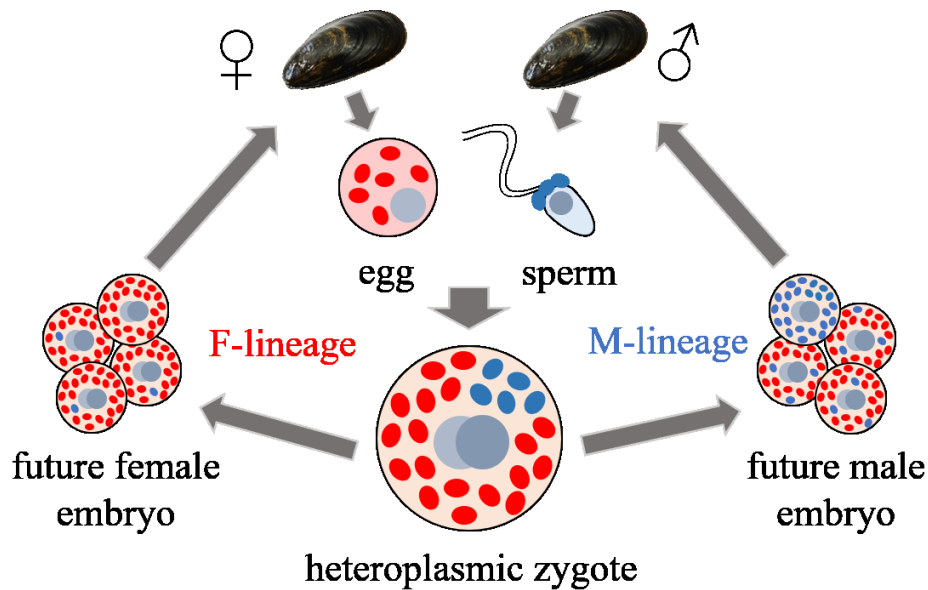 ♀
♂
egg
sperm
F-lineage
M-lineage
future female
embryo
future male
embryo
heteroplasmic zygote